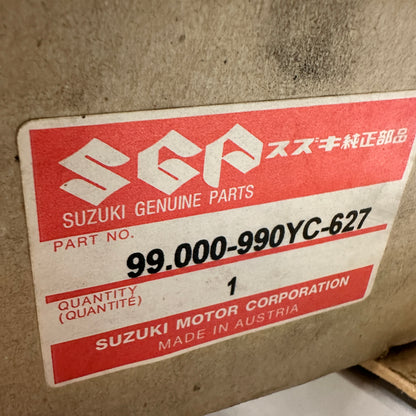 SGP スズキ純正部品
SUZUKI GENUINE PARTS
PART NO.
99.000-990YC-627
QUANTITY
(QUANTITÉ)
1
SUZUKI MOTOR CORPORATION
MADE IN AUSTRIA